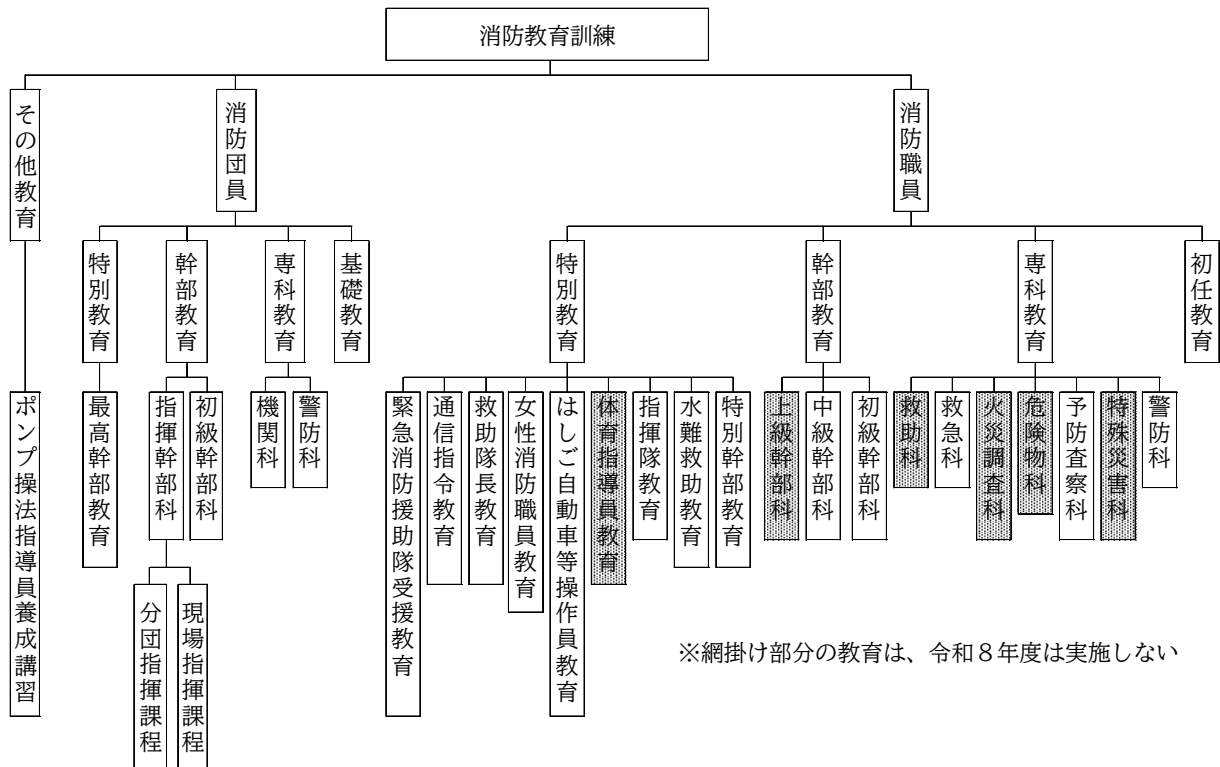 消防教育訓練
消防職員
消防団員
その他教育
初任教育
専科教育
幹部教育
特別教育
基礎教育
専科教育
幹部教育
特別教育
警防科
特殊災害科
予防査察科
危険物科
火災調査科
救急科
救助科
初級幹部科
中級幹部科
上級幹部科
特別幹部教育
水難救助教育
指揮隊教育
体育指導員教育
はしご自動車等操作員教育
女性消防職員教育
救助隊長教育
通信指令教育
緊急消防援助隊受援教育
警防科
機関科
初級幹部科
指揮幹部科
最高幹部教育
ポンプ操法指導員養成講習
現場指揮課程
分団指揮課程
※網掛け部分の教育は、令和８年度は実施しない